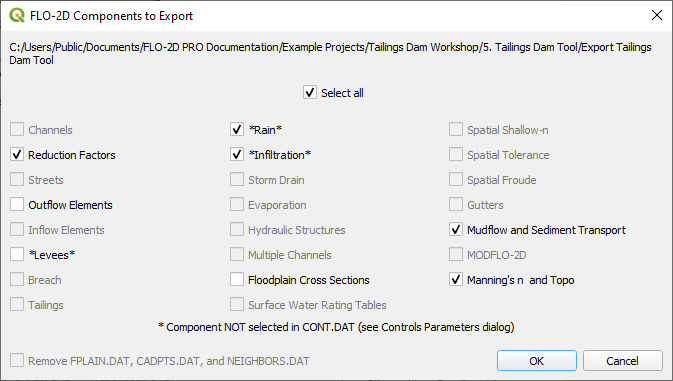 FLO-2D Components to Export
C:/Users/Public/Documents/FLO-2D PRO Documentation/Example Projects/Tailings Dam Workshop/5. Tailings Dam Tool/Export Tailings
Dam Tool
Select all
Channels
*Rain*
Spatial Shallow-n
Reduction Factors
*Infiltration*
Spatial Tolerance
Streets
Storm Drain
Spatial Froude
Outflow Elements
Evaporation
Gutters
Inflow Elements
Hydraulic Structures
Mudflow and Sediment Transport
*Levees*
Multiple Channels
MODFLO-2D
Breach
Floodplain Cross Sections
Manning's n and Topo
Tailings
Surface Water Rating Tables
* Component NOT selected in CONT.DAT (see Controls Parameters dialog)
Remove FPLAIN.DAT, CADPTS.DAT, and NEIGHBORS.DAT
OK
Cancel